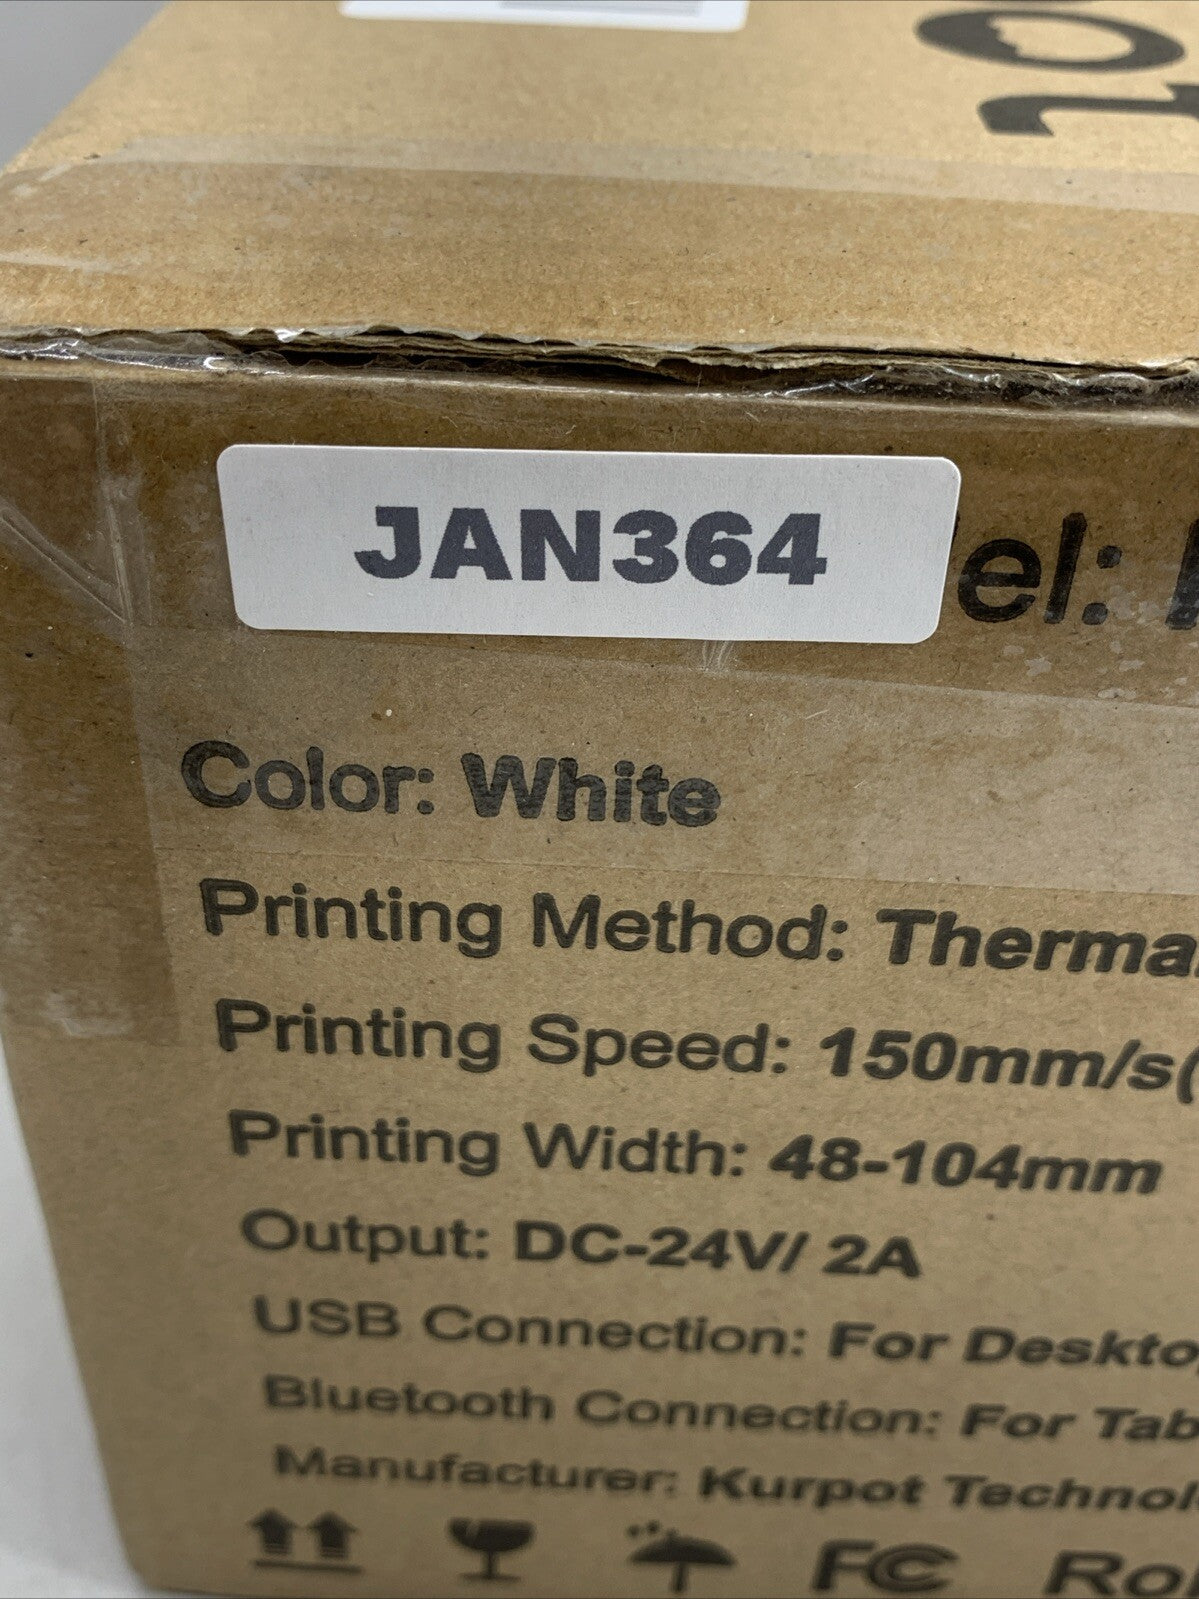 JAN364
el:
Color: White
Printing Method: Therma
Printing Speed: 150mm/s(
Printing Width: 48-104mm
Output: DC-24V/ 2A
USB Connection: For Deskto
Bluetooth Connection: For Tab
Manufacturer: Kurpot Technol
FC Ro